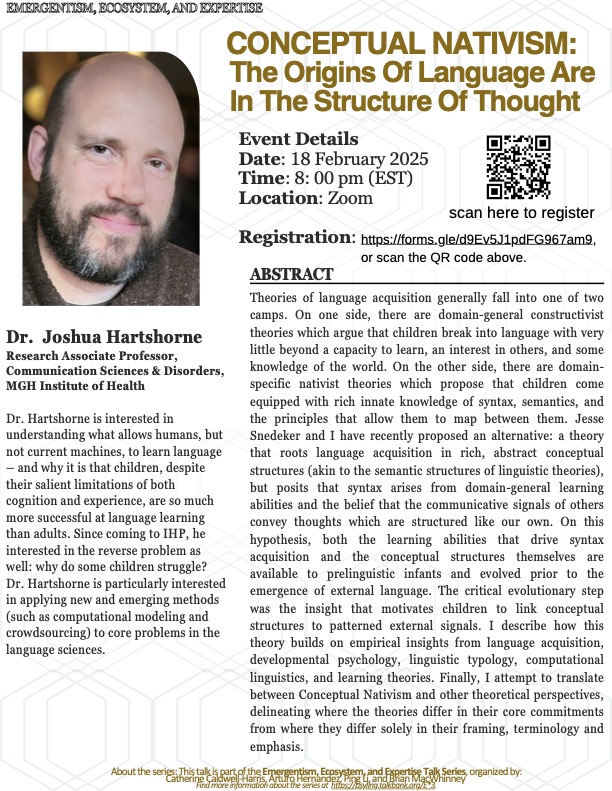 EMERGENTISM, ECOSYSTEM, AND EXPERTISE
CONCEPTUAL NATIVISM:
The Origins Of Language Are
In The Structure Of Thought
Event Details
Date: 18 February 2025
Time: 8: 00 pm (EST)
Location: Zoom
scan here to register
Registration: https://forms.gle/d9Ev5J1pdFG967am9,
or scan the QR code above.
Dr. Joshua Hartshorne
Research Associate Professor,
Communication Sciences & Disorders,
MGH Institute of Health
Dr. Hartshorne is interested in
understanding what allows humans, but
not current machines, to learn language
– and why it is that children, despite
their salient limitations of both
cognition and experience, are so much
more successful at language learning
than adults. Since coming to IHP, he
interested in the reverse problem as
well: why do some children struggle?
Dr. Hartshorne is particularly interested
in applying new and emerging methods
(such as computational modeling and
crowdsourcing) to core problems in the
language sciences.
ABSTRACT
Theories of language acquisition generally fall into one of two
camps. On one side, there are domain-general constructivist
theories which argue that children break into language with very
little beyond a capacity to learn, an interest in others, and some
knowledge of the world. On the other side, there are domain-
specific nativist theories which propose that children come
equipped with rich innate knowledge of syntax, semantics, and
the principles that allow them to map between them. Jesse
Snedeker and I have recently proposed an alternative: a theory
that roots language acquisition in rich, abstract conceptual
structures (akin to the semantic structures of linguistic theories),
but posits that syntax arises from domain-general learning
abilities and the belief that the communicative signals of others
convey thoughts which are structured like our own. On this
hypothesis, both the learning abilities that drive syntax
acquisition and the conceptual structures themselves are
available to prelinguistic infants and evolved prior to the
emergence of external language. The critical evolutionary step
was the insight that motivates children to link conceptual
structures to patterned external signals. I describe how this
theory builds on empirical insights from language acquisition,
developmental psychology, linguistic typology, computational
linguistics, and learning theories. Finally, I attempt to translate
between Conceptual Nativism and other theoretical perspectives,
delineating where the theories differ in their core commitments
from where they differ solely in their framing, terminology and
emphasis.
About the series: This talk is part of the Emergentism, Ecosystem, and Expertise Talk Series, organized by:
Catherine Caldwell-Harris, Arturo Hernandez, Ping Li, and Brian MacWhinney
Find more information about the series at https://psyling.talkbank.org/E^3.